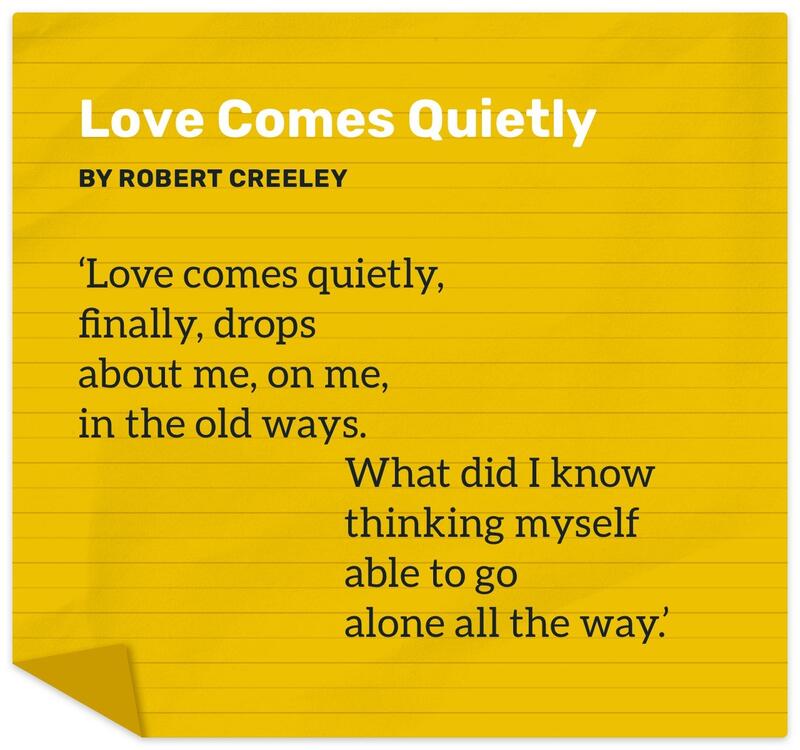 Love Comes Quietly
BY ROBERT CREELEY
‘Love comes quietly,
finally, drops
about me, on me,
in the old ways.
What did I know
thinking myself
able to go
alone all the way.’